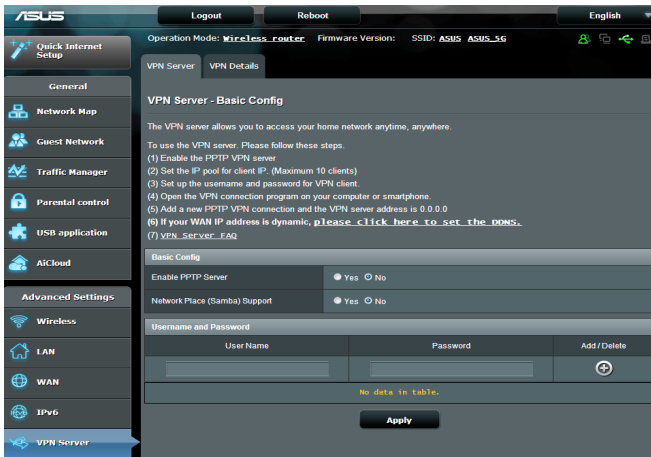 ASUS
Logout
Reboot
English
Quick Internet Setup
Operation Mode: Wireless router Firmware Version: SSID: ASUS ASUS_5G
VPN Server
VPN Details
General
Network Map
Guest Network
Traffic Manager
Parental control
USB application
AiCloud
Advanced Settings
Wireless
LAN
WAN
IPv6
VPN Server
VPN Server - Basic Config
The VPN server allows you to access your home network anytime, anywhere.
To use the VPN server. Please follow these steps.
(1) Enable the PPTP VPN server
(2) Set the IP pool for client IP. (Maximum 10 clients)
(3) Set up the username and password for VPN client.
(4) Open the VPN connection program on your computer or smartphone.
(5) Add a new PPTP VPN connection and the VPN server address is 0.0.0.0
(6) If your WAN IP address is dynamic, please click here to set the DDNS.
(7) VPN Server FAQ
Basic Config
Enable PPTP Server Yes No
Network Place (Samba) Support Yes No
Username and Password
User Name Password Add / Delete
No data in table.
Apply